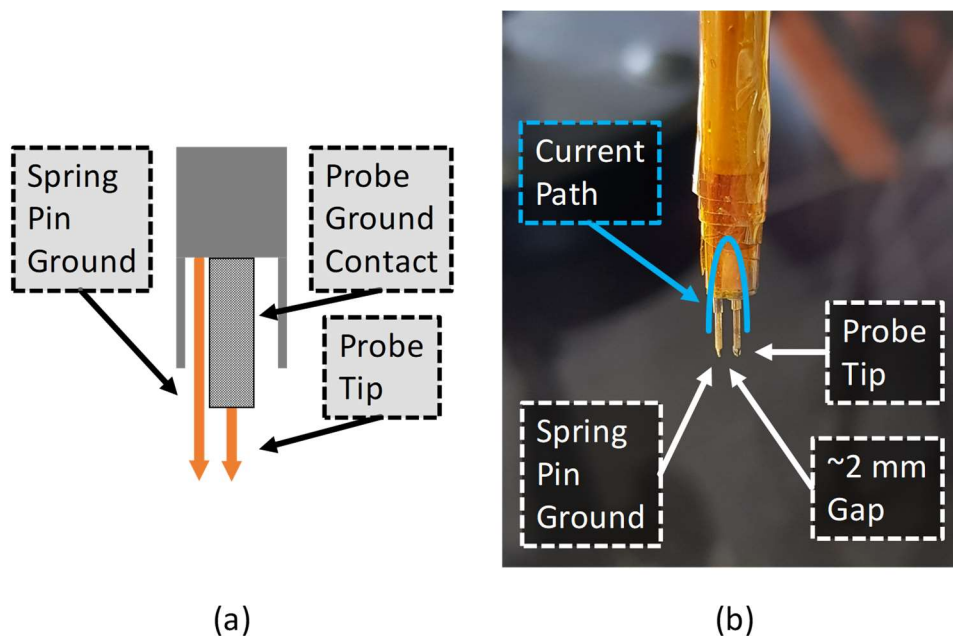 Spring
Pin
Ground
Probe
Ground
Contact
Probe
Tip
(a)
Current
Path
Probe
Tip
Spring
Pin
Ground
~2 mm
Gap
(b)